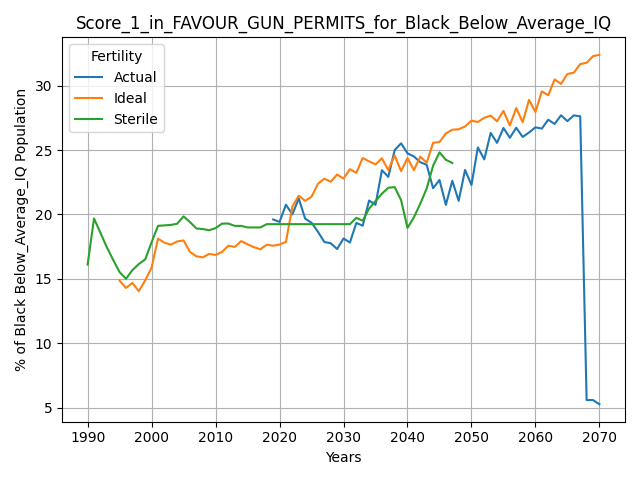 Score_1_in_FAVOUR_GUN_PERMITS_for_Black_Below_Average_IQ
Fertility
Actual
Ideal
Sterile
% of Black Below_Average_IQ Population
30
25
20
15
10
5
1990 2000 2010 2020 2030 2040 2050 2060 2070
Years